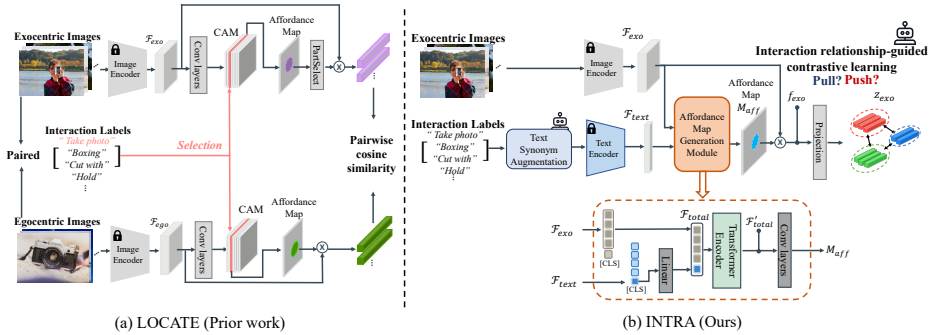 Exocentric Images
F_exo
Image
Encoder
Conv layers
CAM
Affordance
Map
PartSelect
X
Paired
Interaction Labels
“Take photo”
“Boxing”
“Cut with”
“Hold”
⋮
Selection
Pairwise
cosine
similarity
Egocentric Images
F_ego
Image
Encoder
Conv layers
CAM
Affordance
Map
X
(a) LOCATE (Prior work)
Exocentric Images
F_exo
Image
Encoder
Interaction relationship-guided
contrastive learning
Pull? Push?
Interaction Labels
“Take photo”
“Boxing”
“Cut with”
“Hold”
⋮
Text
Synonym
Augmentation
Text
Encoder
F_text
Affordance
Map
Generation
Module
Affordance
Map
M_aff
X
f_exo
Projection
z_exo
F_exo
[CLS]
F_text
[CLS]
Linear
F_total
Transformer
Encoder
F'_total
Conv layers
M_aff
(b) INTRA (Ours)